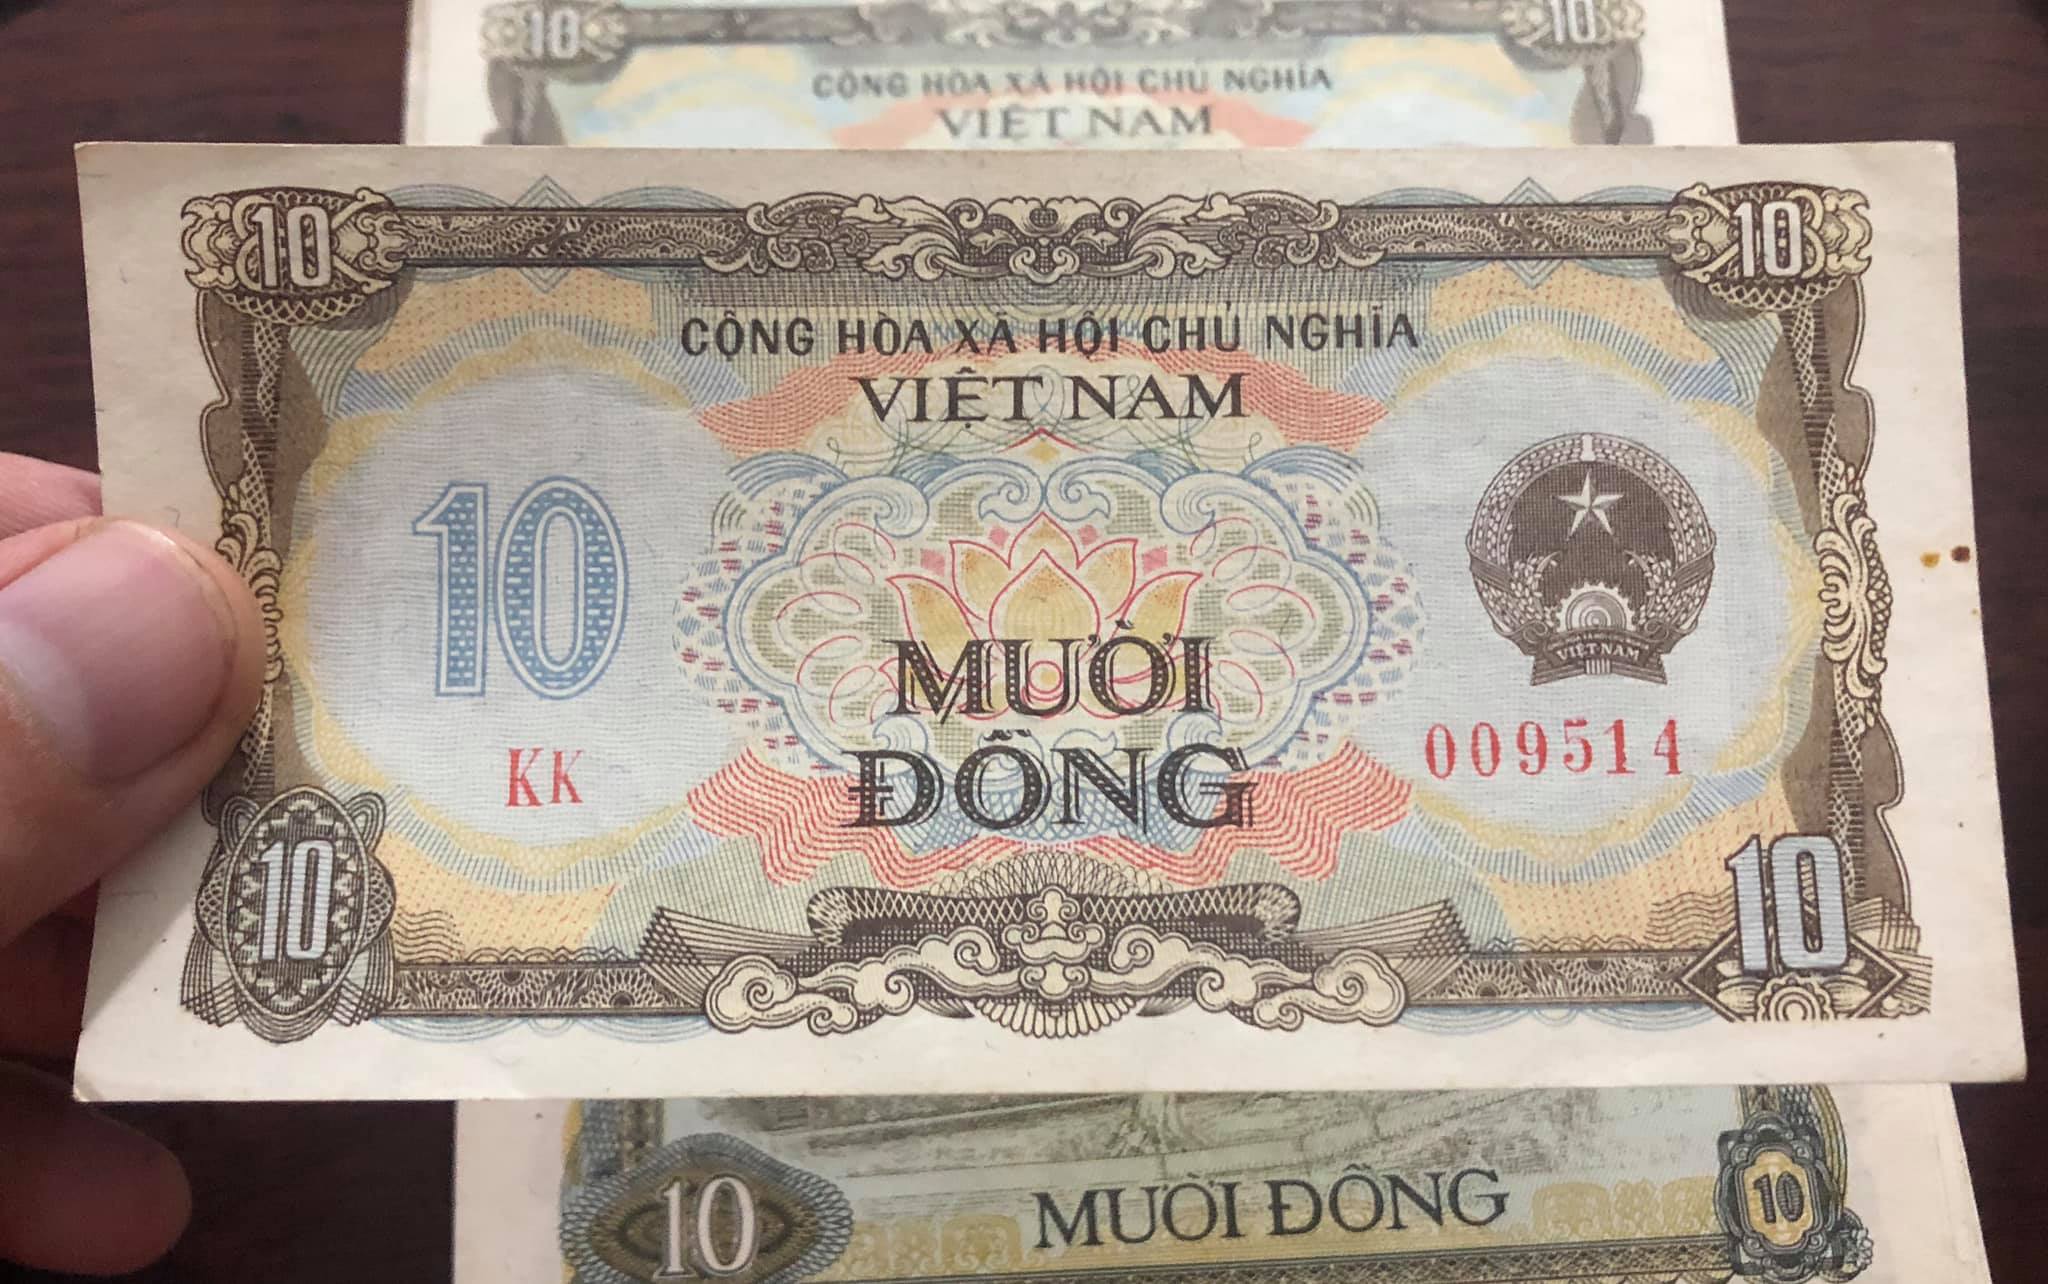 10 10
CỘNG HÒA XÃ HỘI CHỦ NGHĨA
VIỆT NAM
10 10
CỘNG HÒA XÃ HỘI CHỦ NGHĨA
VIỆT NAM
10
VIỆT NAM
MƯỜI
ĐỒNG
KK
009514
10 10
10 MƯỜI ĐỒNG 10